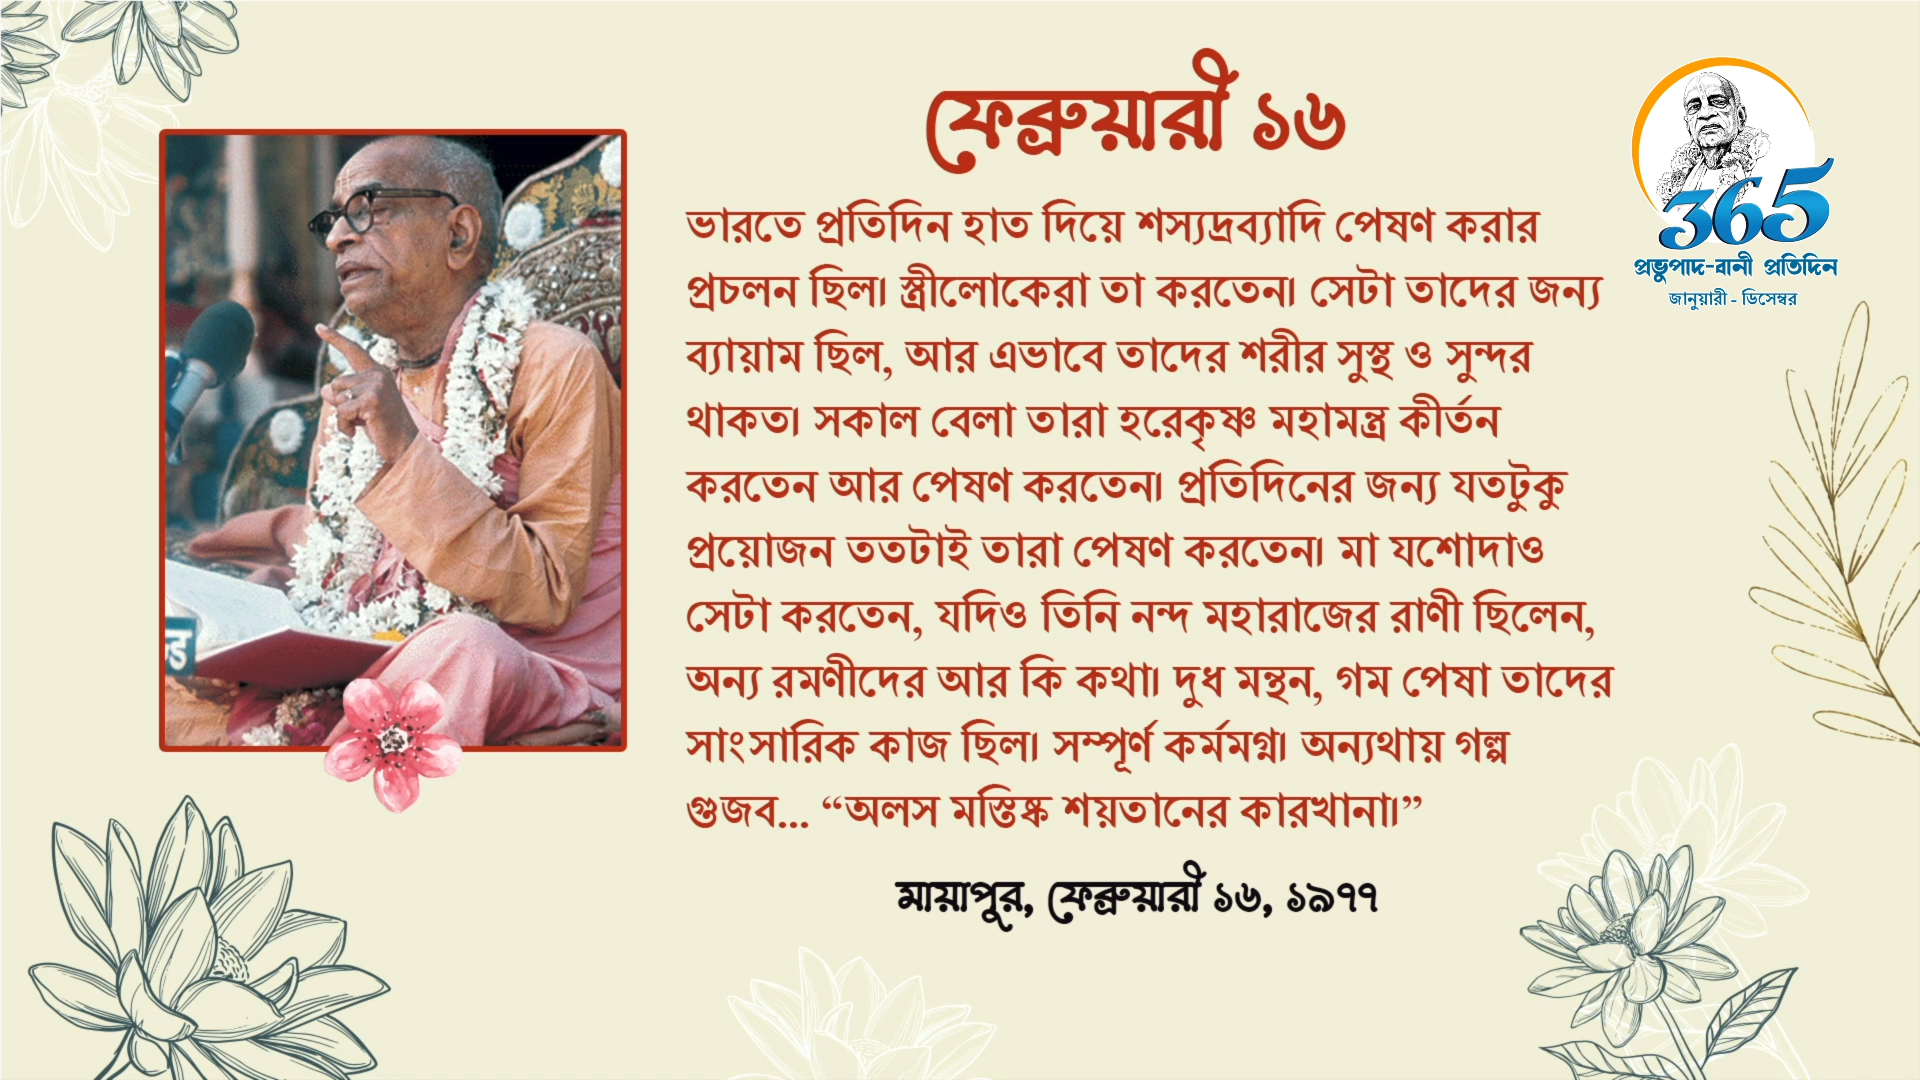 ফেব্রুয়ারী ১৬
ভারতে প্রতিদিন হাত দিয়ে শস্যদ্রব্যাদি পেষণ করার
প্রচলন ছিল। স্ত্রীলোকেরা তা করতেন। সেটা তাদের জন্য
ব্যায়াম ছিল, আর এভাবে তাদের শরীর সুস্থ ও সুন্দর
থাকত। সকাল বেলা তারা হরেকৃষ্ণ মহামন্ত্র কীর্তন
করতেন আর পেষণ করতেন। প্রতিদিনের জন্য যতটুকু
প্রয়োজন ততটাই তারা পেষণ করতেন। মা যশোদাও
সেটা করতেন, যদিও তিনি নন্দ মহারাজের রাণী ছিলেন,
অন্য রমণীদের আর কি কথা। দুধ মন্থন, গম পেষা তাদের
সাংসারিক কাজ ছিল। সম্পূর্ণ কর্মমগ্ন। অন্যথায় গল্প
গুজব... “অলস মস্তিষ্ক শয়তানের কারখানা।”
মায়াপুর, ফেব্রুয়ারী ১৬, ১৯৭৭
365
প্রভুপাদ-বানী প্রতিদিন
জানুয়ারী - ডিসেম্বর